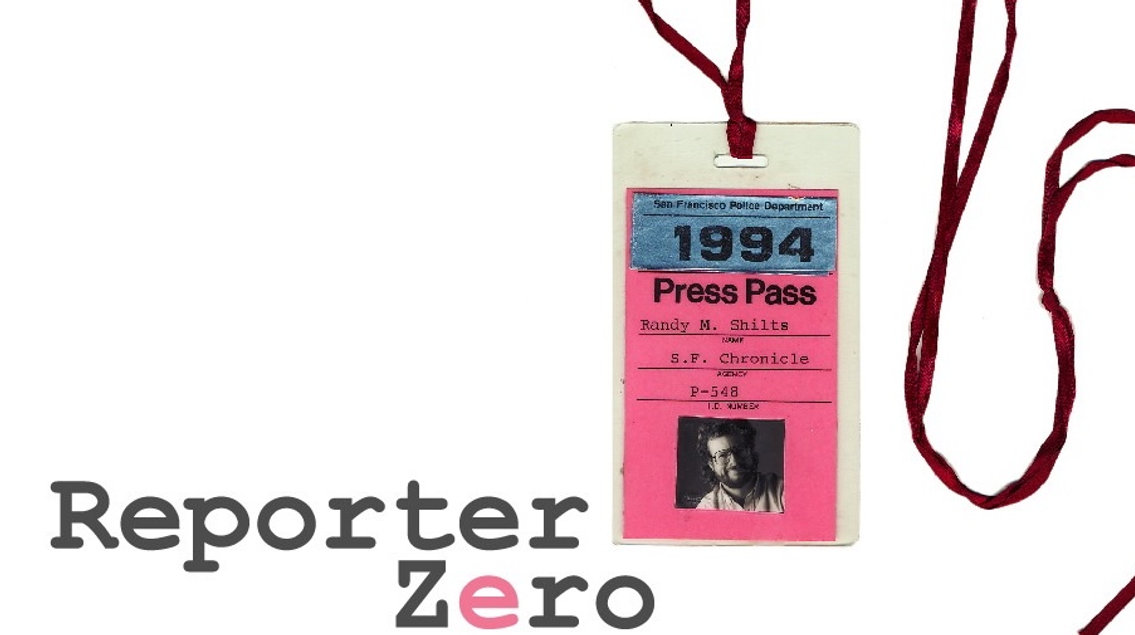 San Francisco Police Department
1994
Press Pass
Randy M. Shilts
NAME
S.F. Chronicle
AGENCY
P-548
I.D. NUMBER
Reporter
Zero